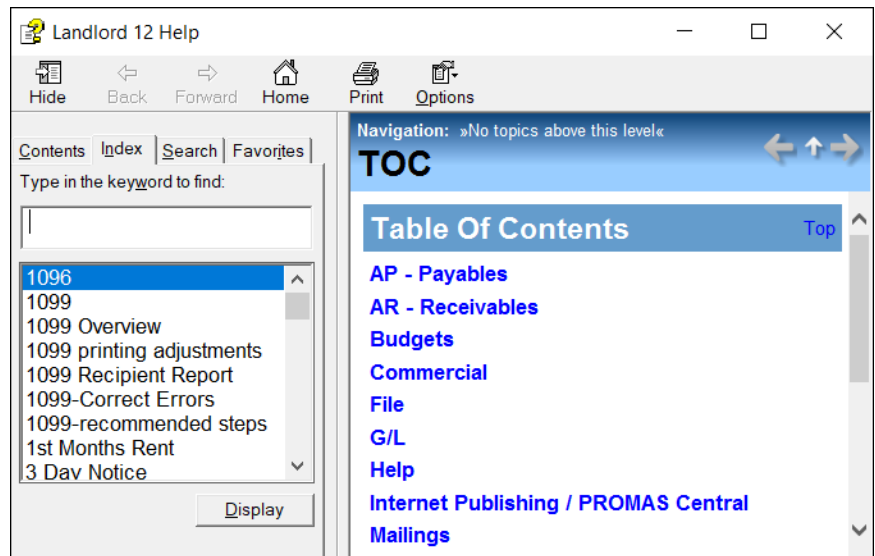 Landlord 12 Help
Hide Back Forward Home Print Options
Contents Index Search Favorites
Type in the keyword to find:
1096
1099
1099 Overview
1099 printing adjustments
1099 Recipient Report
1099-Correct Errors
1099-recommended steps
1st Months Rent
3 Day Notice
Display
Navigation: »No topics above this level«
TOC
Table Of Contents Top
AP - Payables
AR - Receivables
Budgets
Commercial
File
G/L
Help
Internet Publishing / PROMAS Central
Mailings